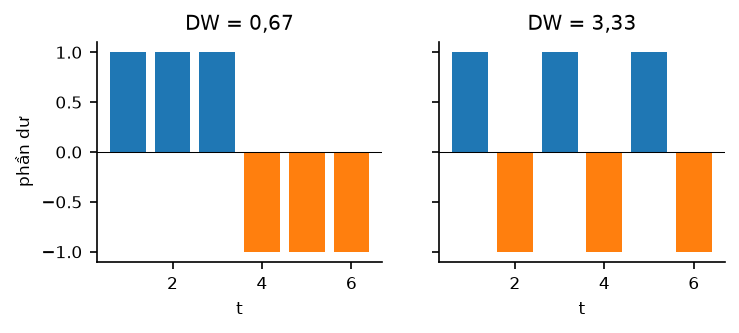 DW = 0,67
DW = 3,33
1.0
0.5
0.0
−0.5
−1.0
phần dư
2
4
6
2
4
6
t
t